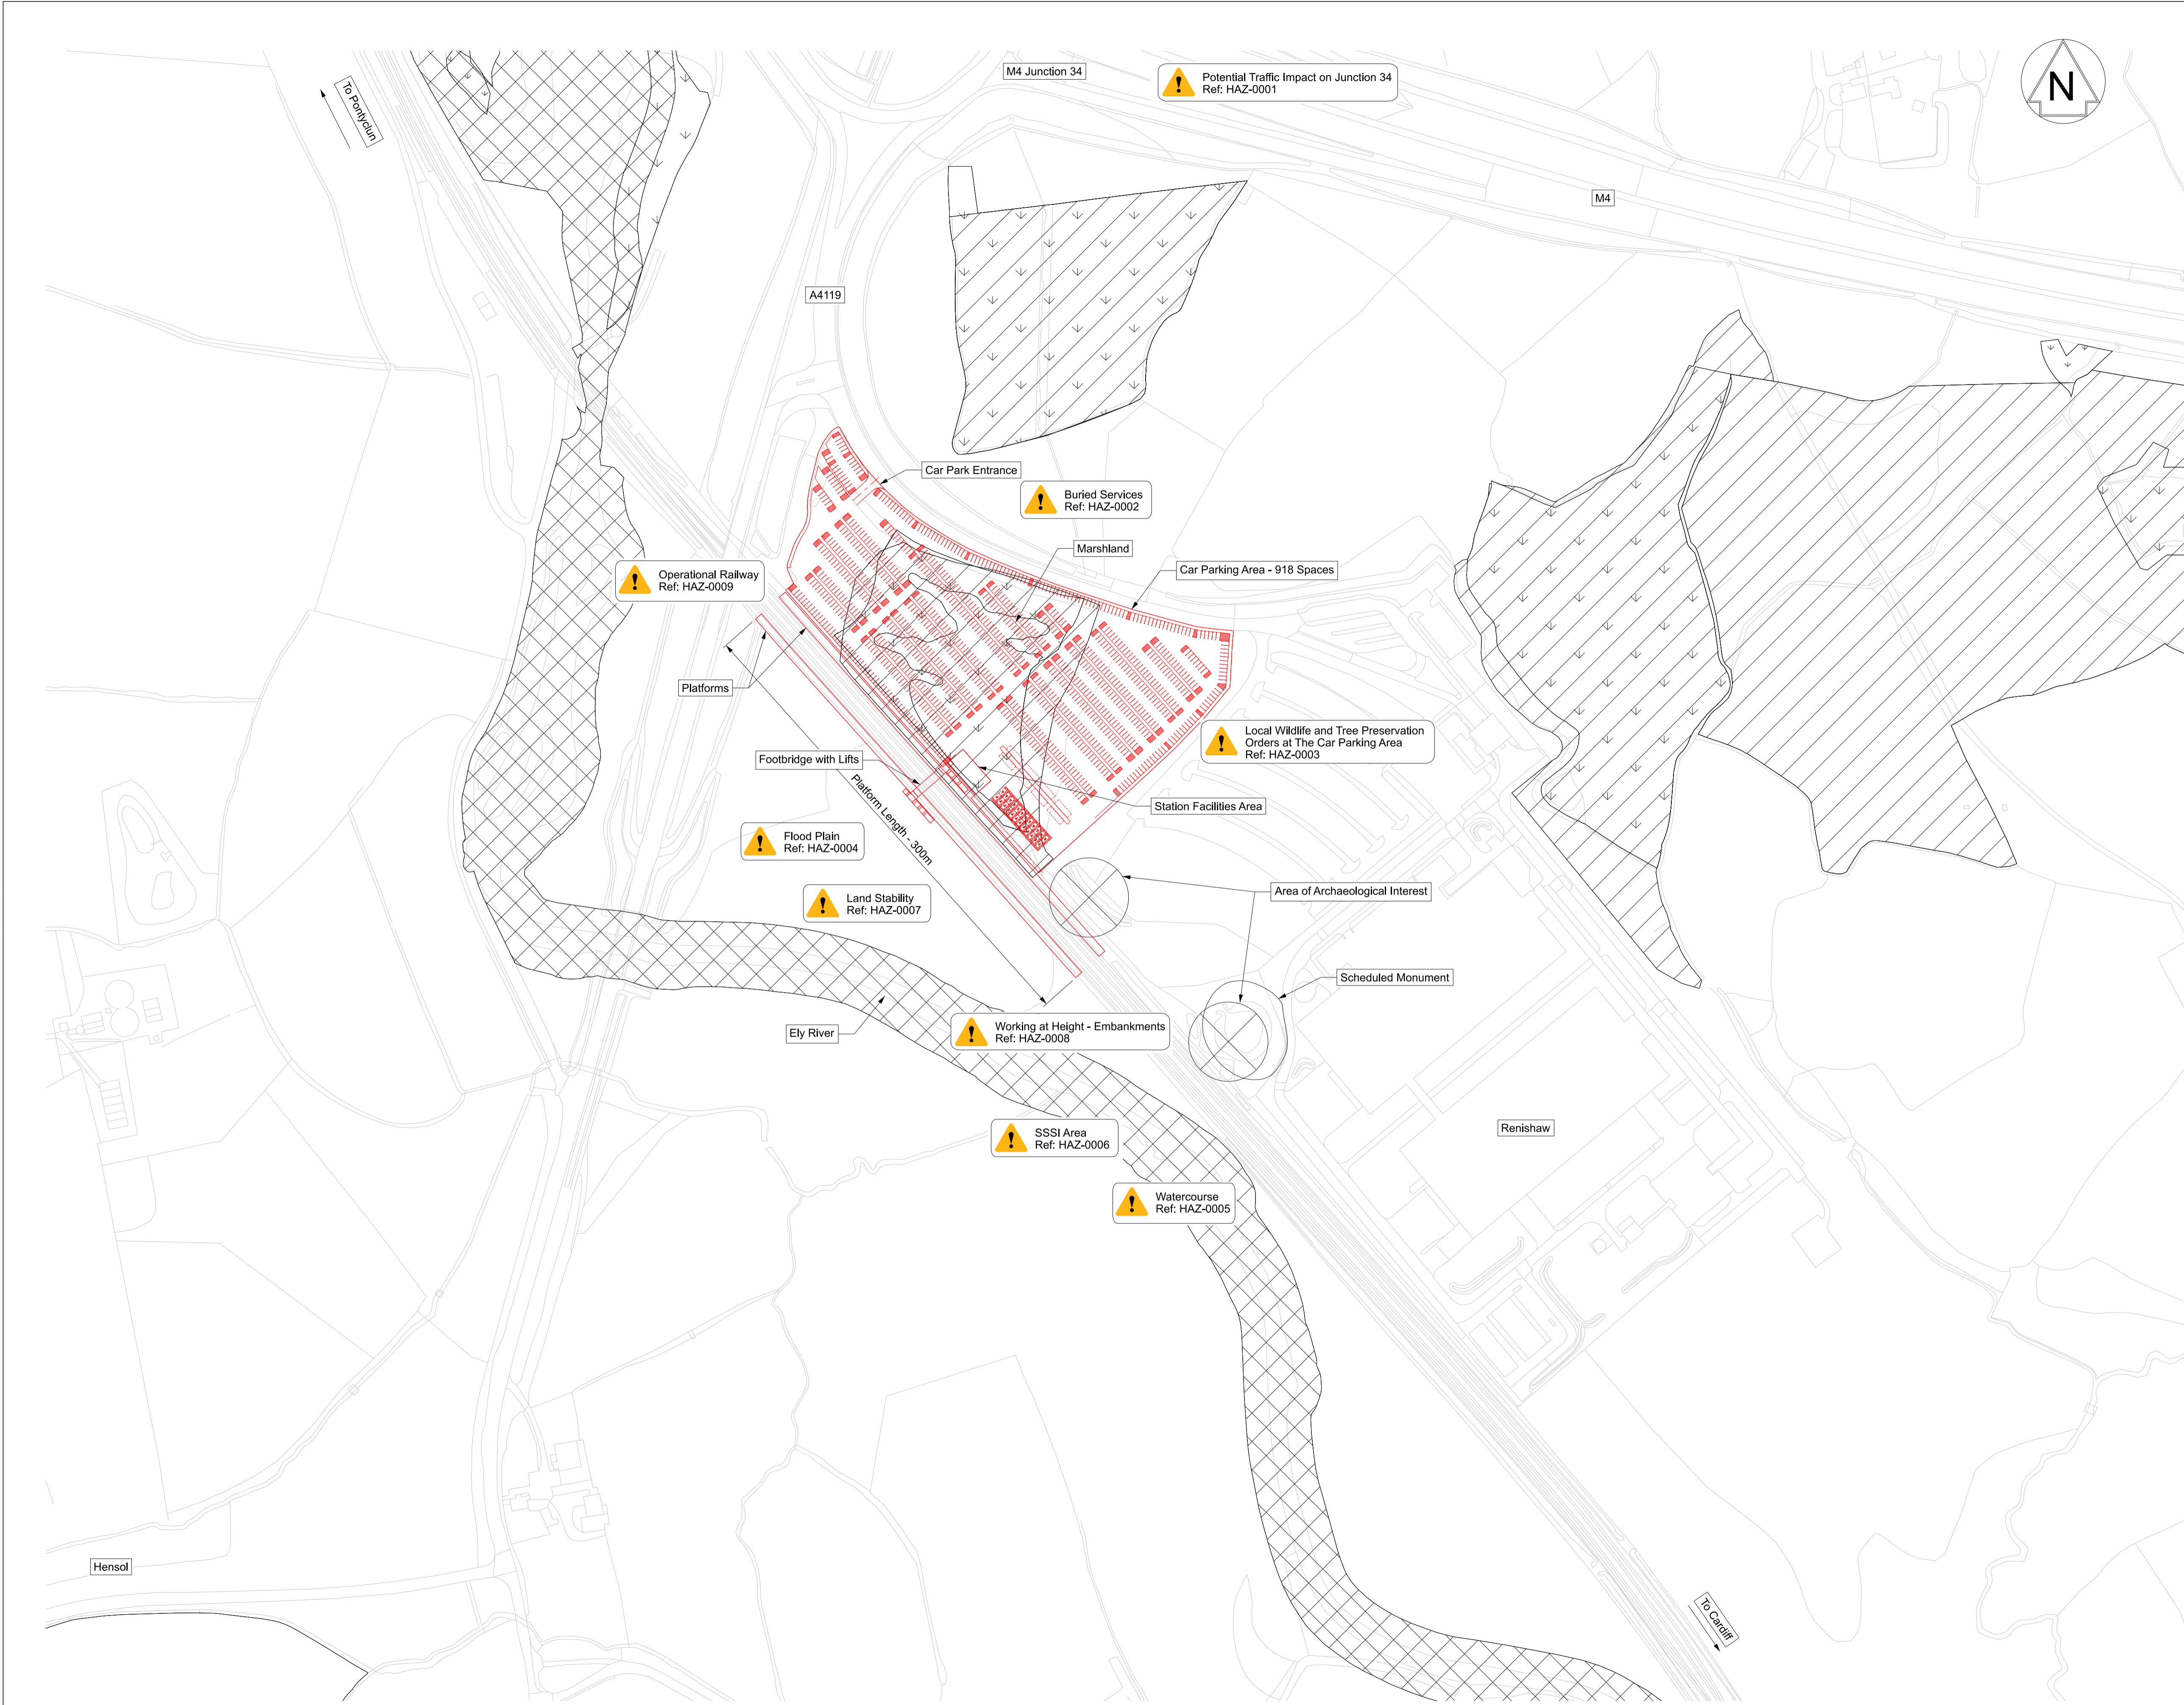 M4 Junction 34
Potential Traffic Impact on Junction 34
Ref: HAZ-0001
N
To Pontyclun
M4
A4119
Car Park Entrance
Buried Services
Ref: HAZ-0002
Marshland
Car Parking Area - 918 Spaces
Operational Railway
Ref: HAZ-0009
Platforms
Local Wildlife and Tree Preservation
Orders at The Car Parking Area
Ref: HAZ-0003
Footbridge with Lifts
Platform Length - 300m
Station Facilities Area
Flood Plain
Ref: HAZ-0004
Land Stability
Ref: HAZ-0007
Area of Archaeological Interest
Scheduled Monument
Ely River
Working at Height - Embankments
Ref: HAZ-0008
SSSI Area
Ref: HAZ-0006
Renishaw
Watercourse
Ref: HAZ-0005
Hensol
To Cardiff